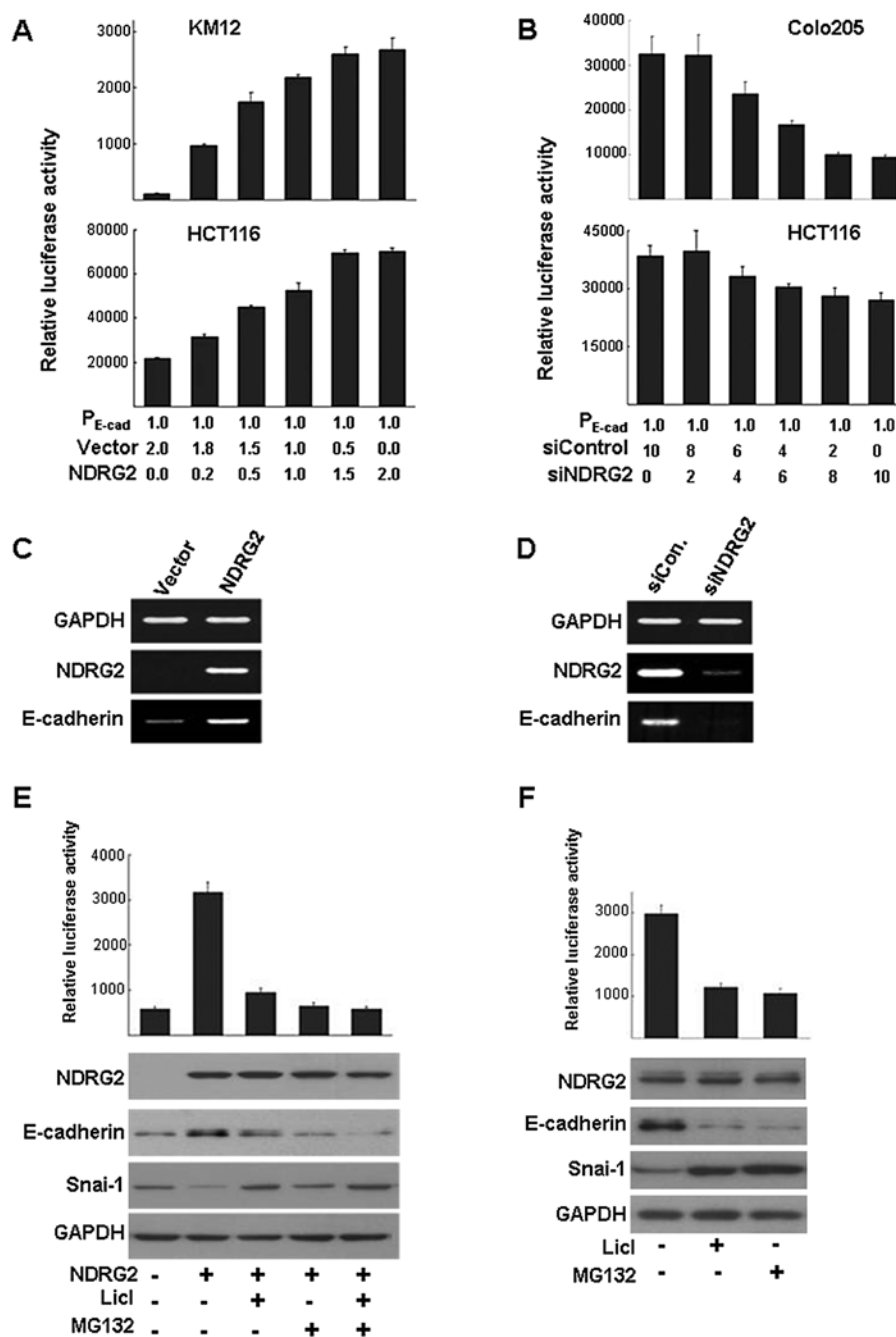 A
KM12
Relative luciferase activity
3000
1000
HCT116
80000
60000
40000
20000
PE-cad 1.0 1.0 1.0 1.0 1.0 1.0
Vector 2.0 1.8 1.5 1.0 0.5 0.0
NDRG2 0.0 0.2 0.5 1.0 1.5 2.0
B
Colo205
Relative luciferase activity
40000
30000
20000
10000
HCT116
45000
30000
15000
PE-cad 1.0 1.0 1.0 1.0 1.0 1.0
siControl 10 8 6 4 2 0
siNDRG2 0 2 4 6 8 10
C
Vector NDRG2
GAPDH
NDRG2
E-cadherin
D
siCon. siNDRG2
GAPDH
NDRG2
E-cadherin
E
Relative luciferase activity
4000
3000
2000
1000
NDRG2
E-cadherin
Snai-1
GAPDH
NDRG2 - + + + +
Licl - - + - +
MG132 - - - + +
F
Relative luciferase activity
3000
2000
1000
NDRG2
E-cadherin
Snai-1
GAPDH
Licl - + -
MG132 - - +